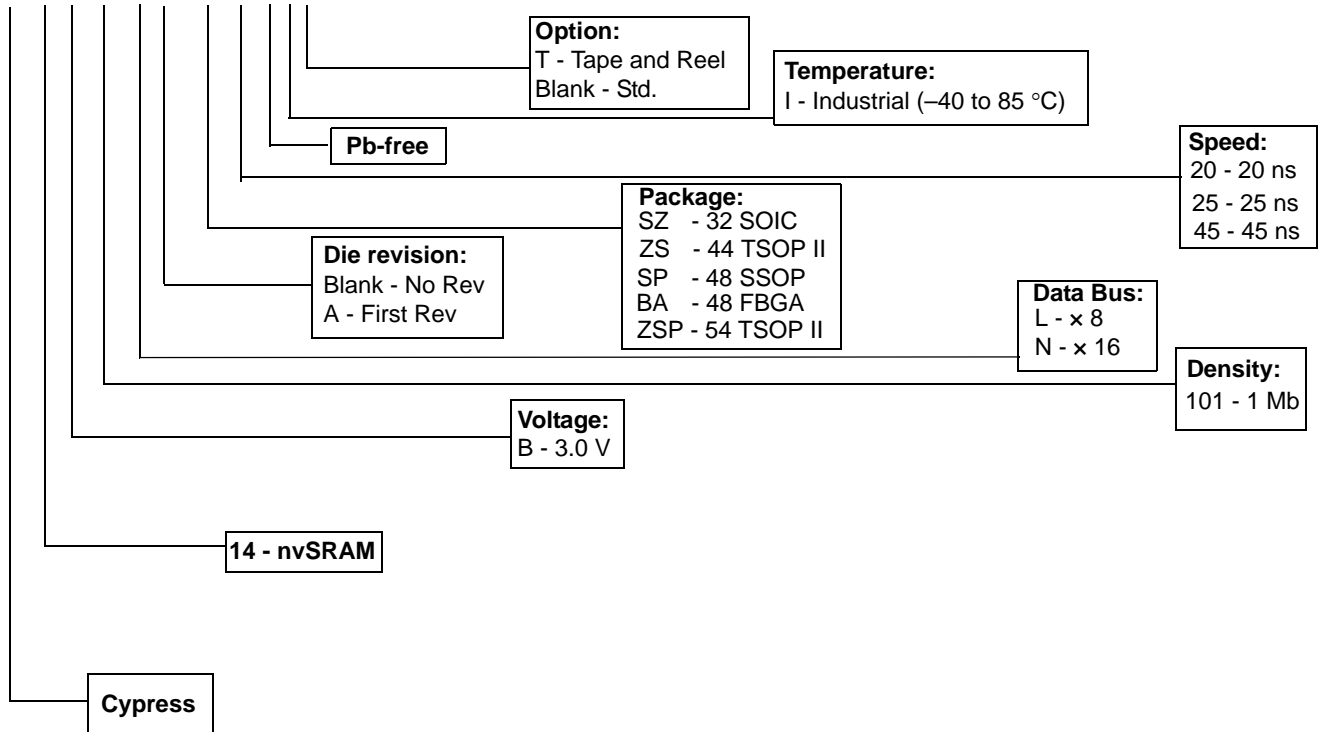 Option:
T - Tape and Reel
Blank - Std.
Temperature:
I - Industrial (–40 to 85 °C)
Pb-free
Speed:
20 - 20 ns
25 - 25 ns
45 - 45 ns
Package:
SZ - 32 SOIC
ZS - 44 TSOP II
SP - 48 SSOP
BA - 48 FBGA
ZSP - 54 TSOP II
Die revision:
Blank - No Rev
A - First Rev
Data Bus:
L - × 8
N - × 16
Density:
101 - 1 Mb
Voltage:
B - 3.0 V
14 - nvSRAM
Cypress